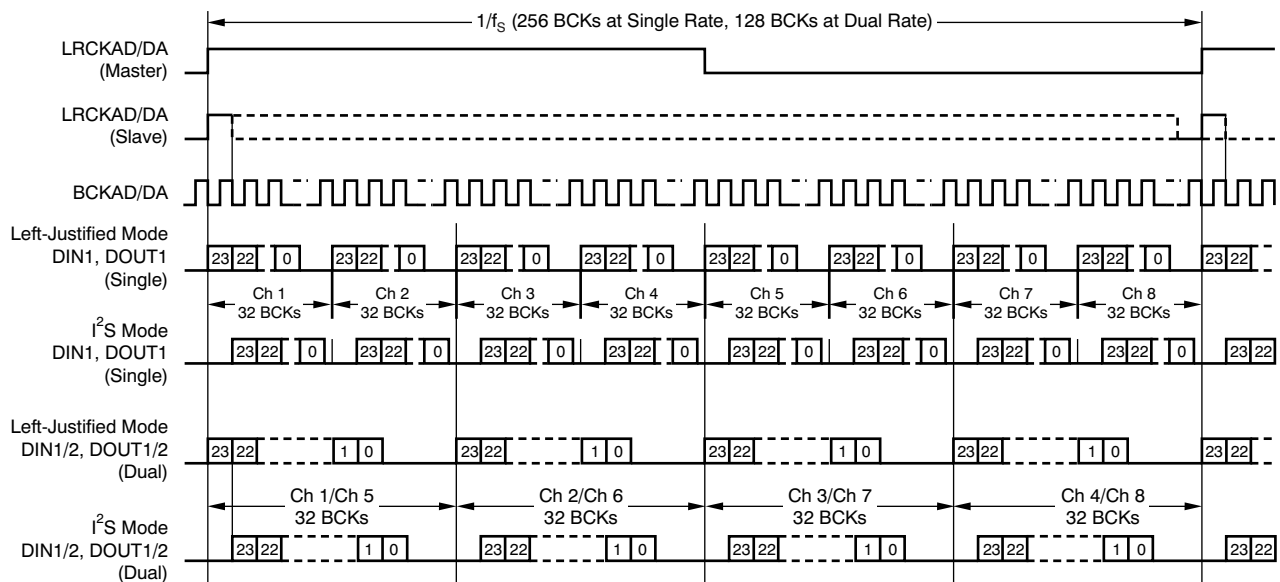 1/fS (256 BCKs at Single Rate, 128 BCKs at Dual Rate)
LRCKAD/DA
(Master)
LRCKAD/DA
(Slave)
BCKAD/DA
Left-Justified Mode
DIN1, DOUT1
(Single)
23 22 0 23 22 0 23 22 0 23 22 0 23 22 0 23 22 0 23 22 0 23 22 0 23 22
Ch 1 Ch 2 Ch 3 Ch 4 Ch 5 Ch 6 Ch 7 Ch 8
32 BCKs 32 BCKs 32 BCKs 32 BCKs 32 BCKs 32 BCKs 32 BCKs 32 BCKs
I2S Mode
DIN1, DOUT1
(Single)
23 22 0 23 22 0 23 22 0 23 22 0 23 22 0 23 22 0 23 22 0 23 22 0 23 22
Left-Justified Mode
DIN1/2, DOUT1/2
(Dual)
23 22 1 0 23 22 1 0 23 22 1 0 23 22 1 0 23 22
Ch 1/Ch 5 Ch 2/Ch 6 Ch 3/Ch 7 Ch 4/Ch 8
32 BCKs 32 BCKs 32 BCKs 32 BCKs
I2S Mode
DIN1/2, DOUT1/2
(Dual)
23 22 1 0 23 22 1 0 23 22 1 0 23 22 1 0 23 22